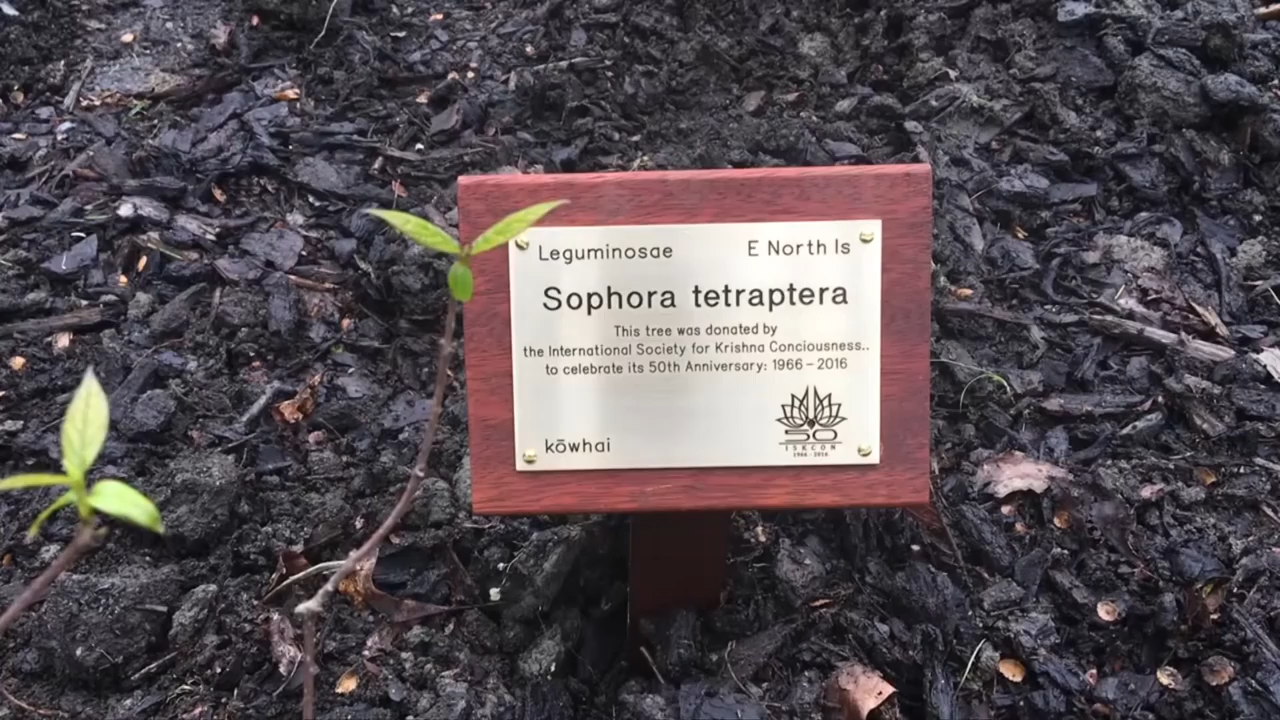 Leguminosae E North Is
Sophora tetraptera
This tree was donated by
the International Society for Krishna Conciousness..
to celebrate its 50th Anniversary: 1966 – 2016
kōwhai
50
ISKCON
1966 - 2016